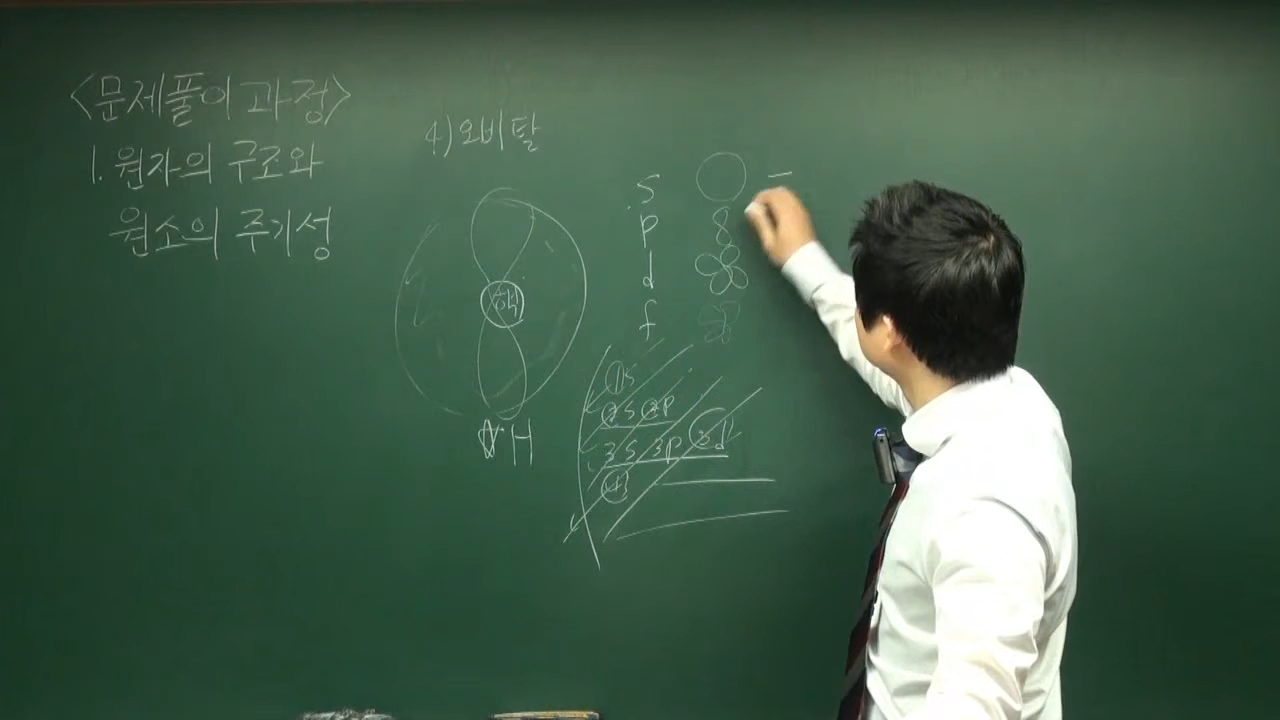 <문제풀이 과정>
1. 원자의 구조와
원소의 주기성
4) 오비탈
핵
H
s
p
d
f
1s
2s 2p
3s 3p 3d